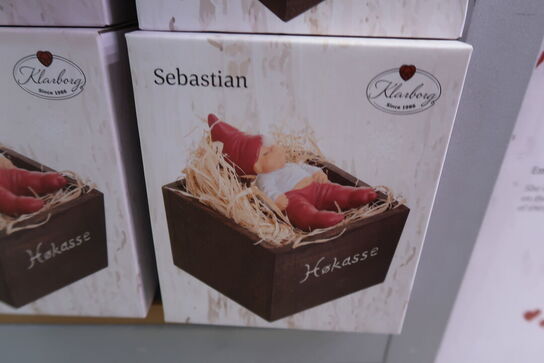 Klarborg
Since 1986
Høkasse
Sebastian
Klarborg
Since 1986
Høkasse